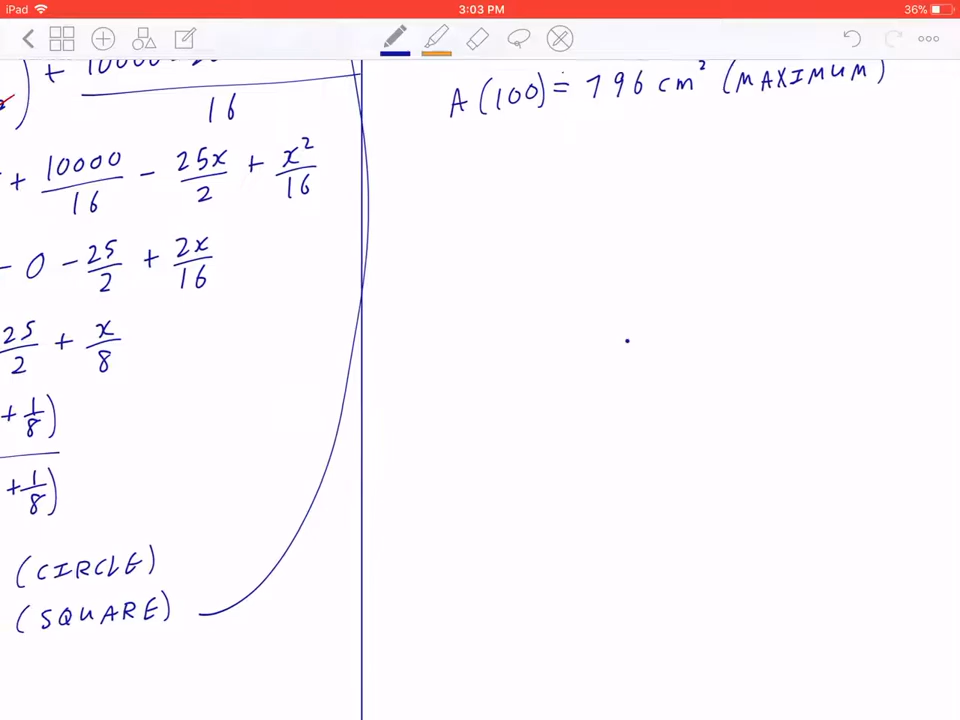 iPad 3:03 PM 36%
) + 10000 
16
+ 10000/16 - 25x/2 + x²/16
- 0 - 25/2 + 2x/16
25/2 + x/8
+ 1/8)
+ 1/8)
(CIRCLE)
(SQUARE)
A(100) ≐ 796 cm² (MAXIMUM)